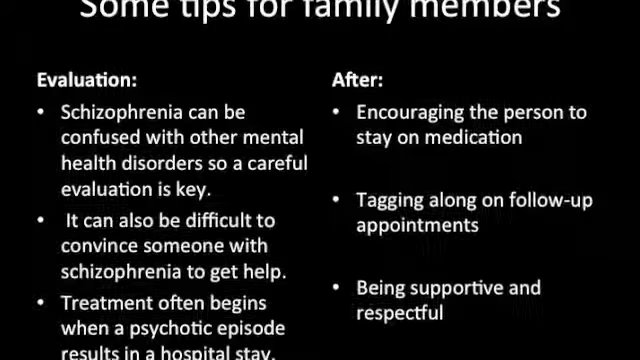 Some tips for family members
Evaluation:
• Schizophrenia can be
confused with other mental
health disorders so a careful
evaluation is key.
• It can also be difficult to
convince someone with
schizophrenia to get help.
• Treatment often begins
when a psychotic episode
results in a hospital stay.
After:
• Encouraging the person to
stay on medication
• Tagging along on follow-up
appointments
• Being supportive and
respectful